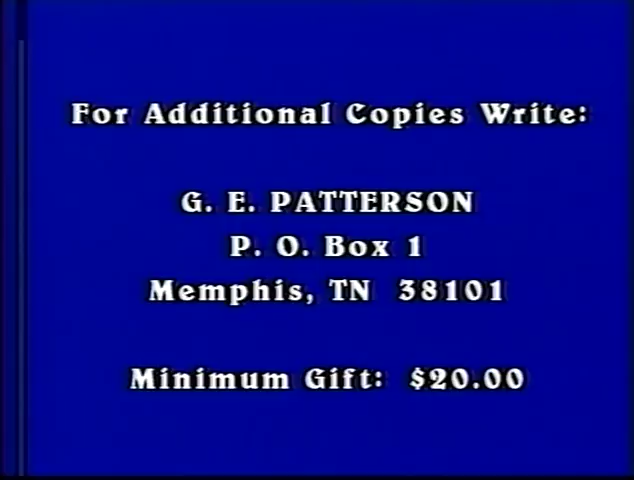 For Additional Copies Write:
G. E. PATTERSON
P. O. Box 1
Memphis, TN 38101
Minimum Gift: $20.00